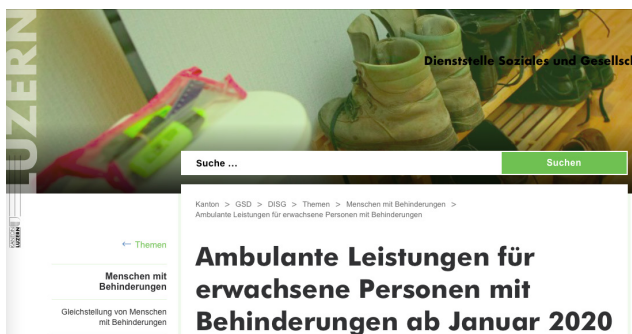 LUZERN
Dienststelle Soziales und Gesellsc
Suche ...
Suchen
Kanton > GSD > DISG > Themen > Menschen mit Behinderungen >
Ambulante Leistungen für erwachsene Personen mit Behinderungen
KANTON
LUZERN
← Themen
Menschen mit
Behinderungen
Gleichstellung von Menschen
mit Behinderungen
Ambulante Leistungen für
erwachsene Personen mit
Behinderungen ab Januar 2020